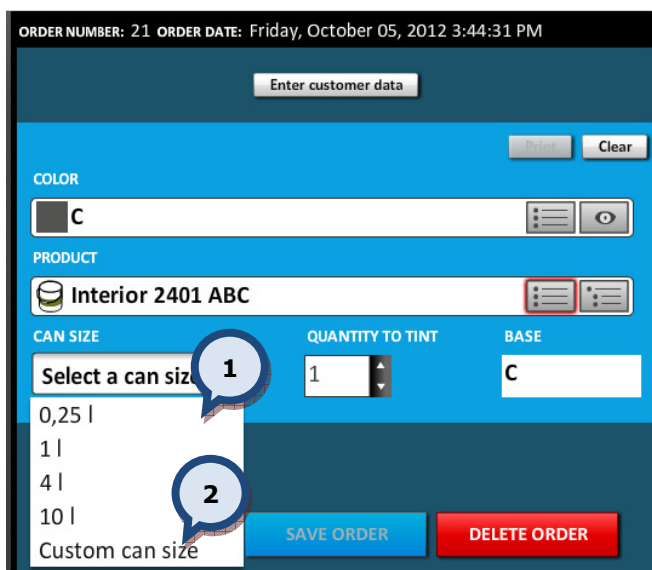 ORDER NUMBER: 21 ORDER DATE: Friday, October 05, 2012 3:44:31 PM
Enter customer data
Print Clear
COLOR
C
PRODUCT
Interior 2401 ABC
CAN SIZE QUANTITY TO TINT BASE
Select a can size 1 1 C
0,25 l
1 l
4 l
2
10 l
SAVE ORDER DELETE ORDER
Custom can size